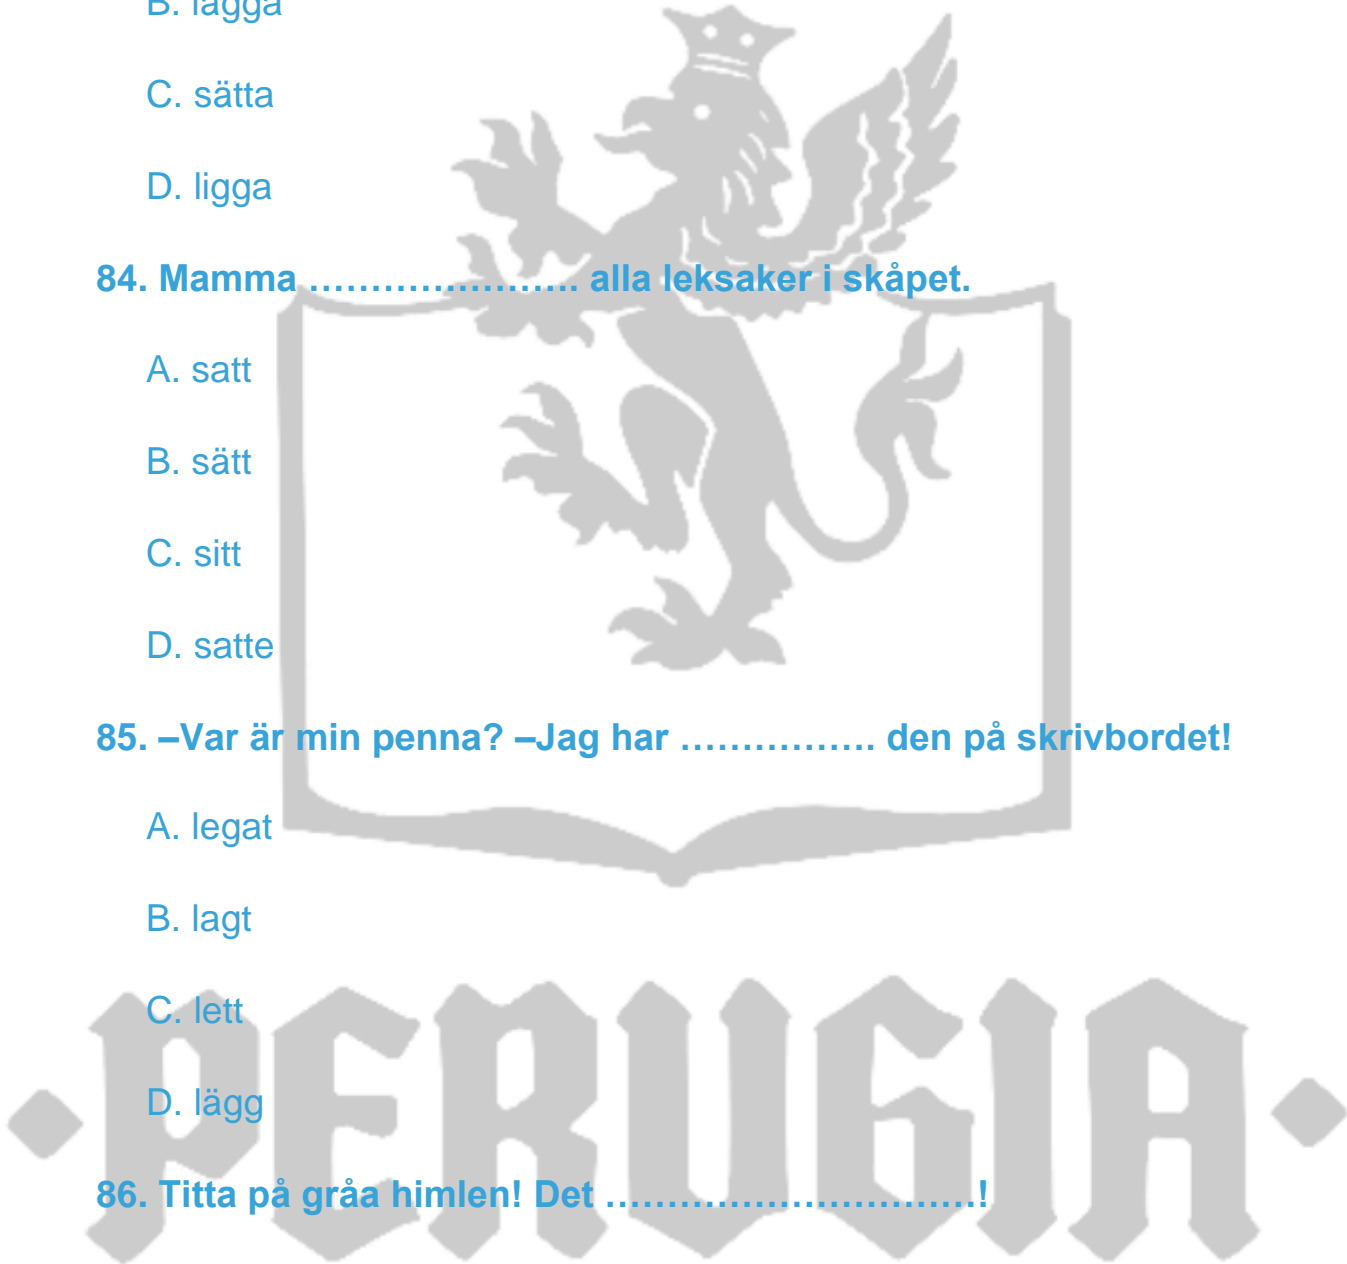 B. lägga
C. sätta
D. ligga
84. Mamma …………………. alla leksaker i skåpet.
A. satt
B. sätt
C. sitt
D. satte
85. –Var är min penna? –Jag har ……………. den på skrivbordet!
A. legat
B. lagt
C. lett
D. lägg
86. Titta på gråa himlen! Det …………………………!
PERUGIA